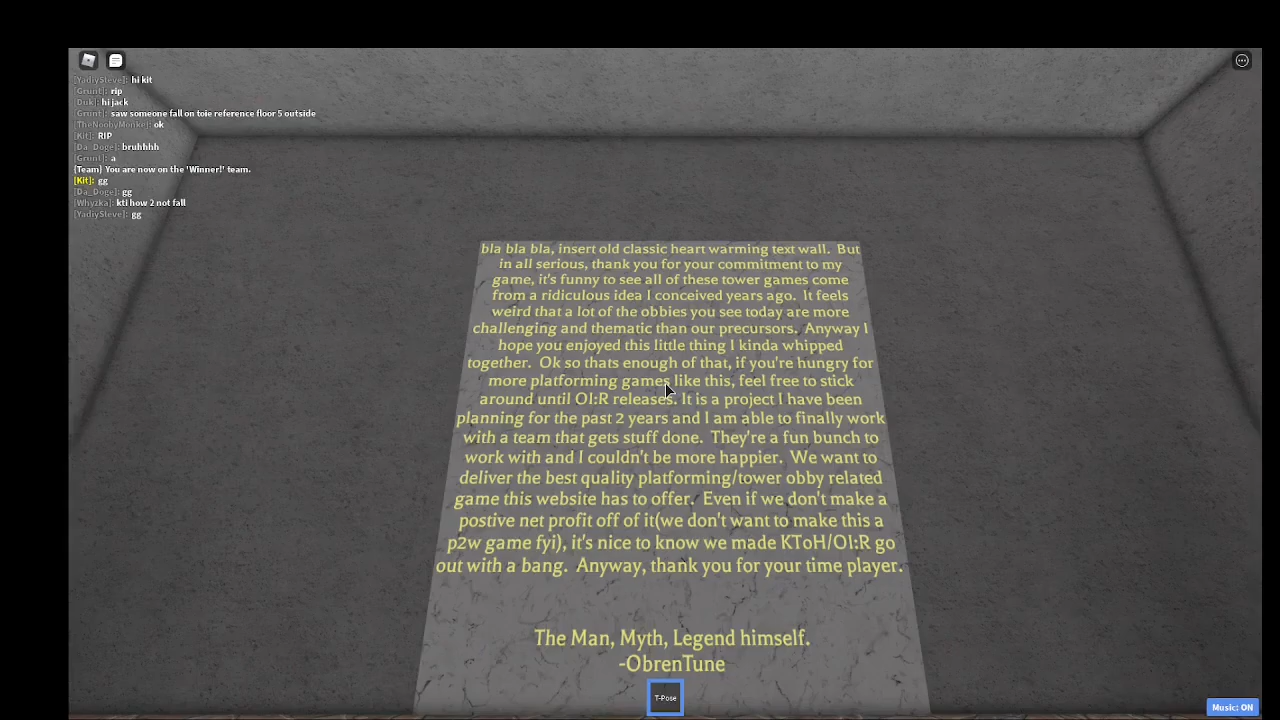 [YadiySteve]: hi kit
[Grunt]: rip
Duk]: hi jack
Grunt]: saw someone fall on toie reference floor 5 outside
[TheNoobyMonke]: ok
[Kit]: RIP
[Da_Doge]: bruhhhh
[Grunt]: a
[Team] You are now on the 'Winner!' team.
[Kit]: gg
[Da_Doge]: gg
[Whyzka]: kti how 2 not fall
[YadiySteve]: gg
bla bla bla, insert old classic heart warming text wall. But
in all serious, thank you for your commitment to my
game, it's funny to see all of these tower games come
from a ridiculous idea I conceived years ago. It feels
weird that a lot of the obbies you see today are more
challenging and thematic than our precursors. Anyway I
hope you enjoyed this little thing I kinda whipped
together. Ok so thats enough of that, if you're hungry for
more platforming games like this, feel free to stick
around until OI:R releases. It is a project I have been
planning for the past 2 years and I am able to finally work
with a team that gets stuff done. They're a fun bunch to
work with and I couldn't be more happier. We want to
deliver the best quality platforming/tower obby related
game this website has to offer. Even if we don't make a
postive net profit off of it(we don't want to make this a
p2w game fyi), it's nice to know we made KToH/OI:R go
out with a bang. Anyway, thank you for your time player.
The Man, Myth, Legend himself.
-ObrenTune
T-Pose
Music: ON